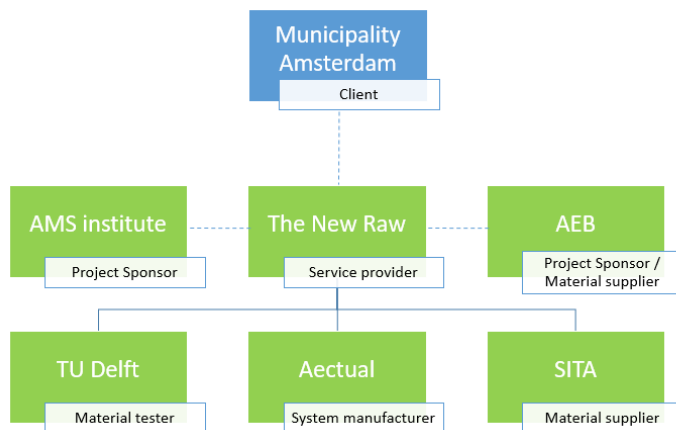 Municipality
Amsterdam
Client
AMS institute
The New Raw
AEB
Project Sponsor
Service provider
Project Sponsor /
Material supplier
TU Delft
Aectual
SITA
Material tester
System manufacturer
Material supplier